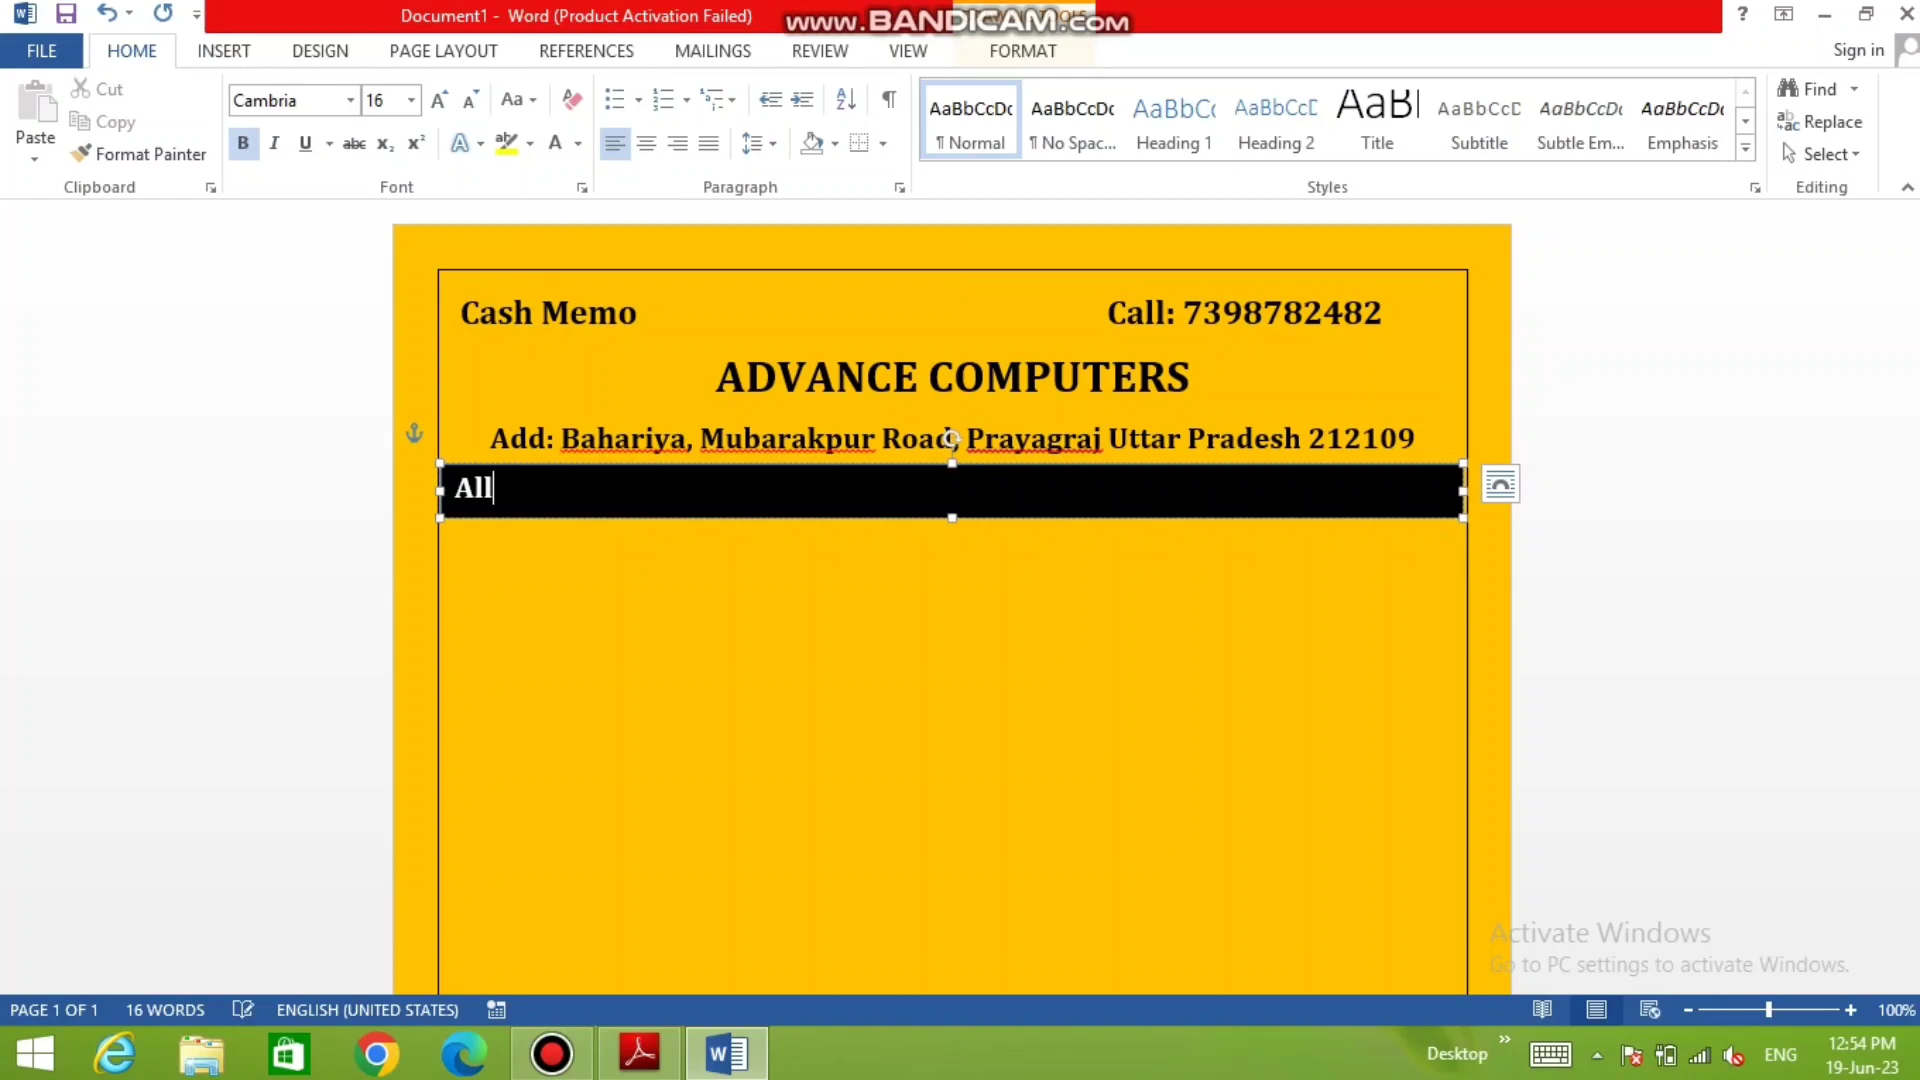 Document1 - Word (Product Activation Failed)
www.BANDICAM.com
FILE HOME INSERT DESIGN PAGE LAYOUT REFERENCES MAILINGS REVIEW VIEW FORMAT Sign in
Paste
Cut
Copy
Format Painter
Clipboard
Cambria 16
Font
Paragraph
AaBbCcDc AaBbCcDc AaBbC AaBbCcE AaB AaBbCcD AaBbCcDc AaBbCcDc
¶ Normal ¶ No Spac... Heading 1 Heading 2 Title Subtitle Subtle Em... Emphasis
Styles
Find
Replace
Select
Editing
Cash Memo Call: 7398782482
ADVANCE COMPUTERS
Add: Bahariya, Mubarakpur Road, Prayagraj Uttar Pradesh 212109
All
Activate Windows
Go to PC settings to activate Windows.
PAGE 1 OF 1 16 WORDS ENGLISH (UNITED STATES) 100%
Desktop ENG 12:54 PM
19-Jun-23